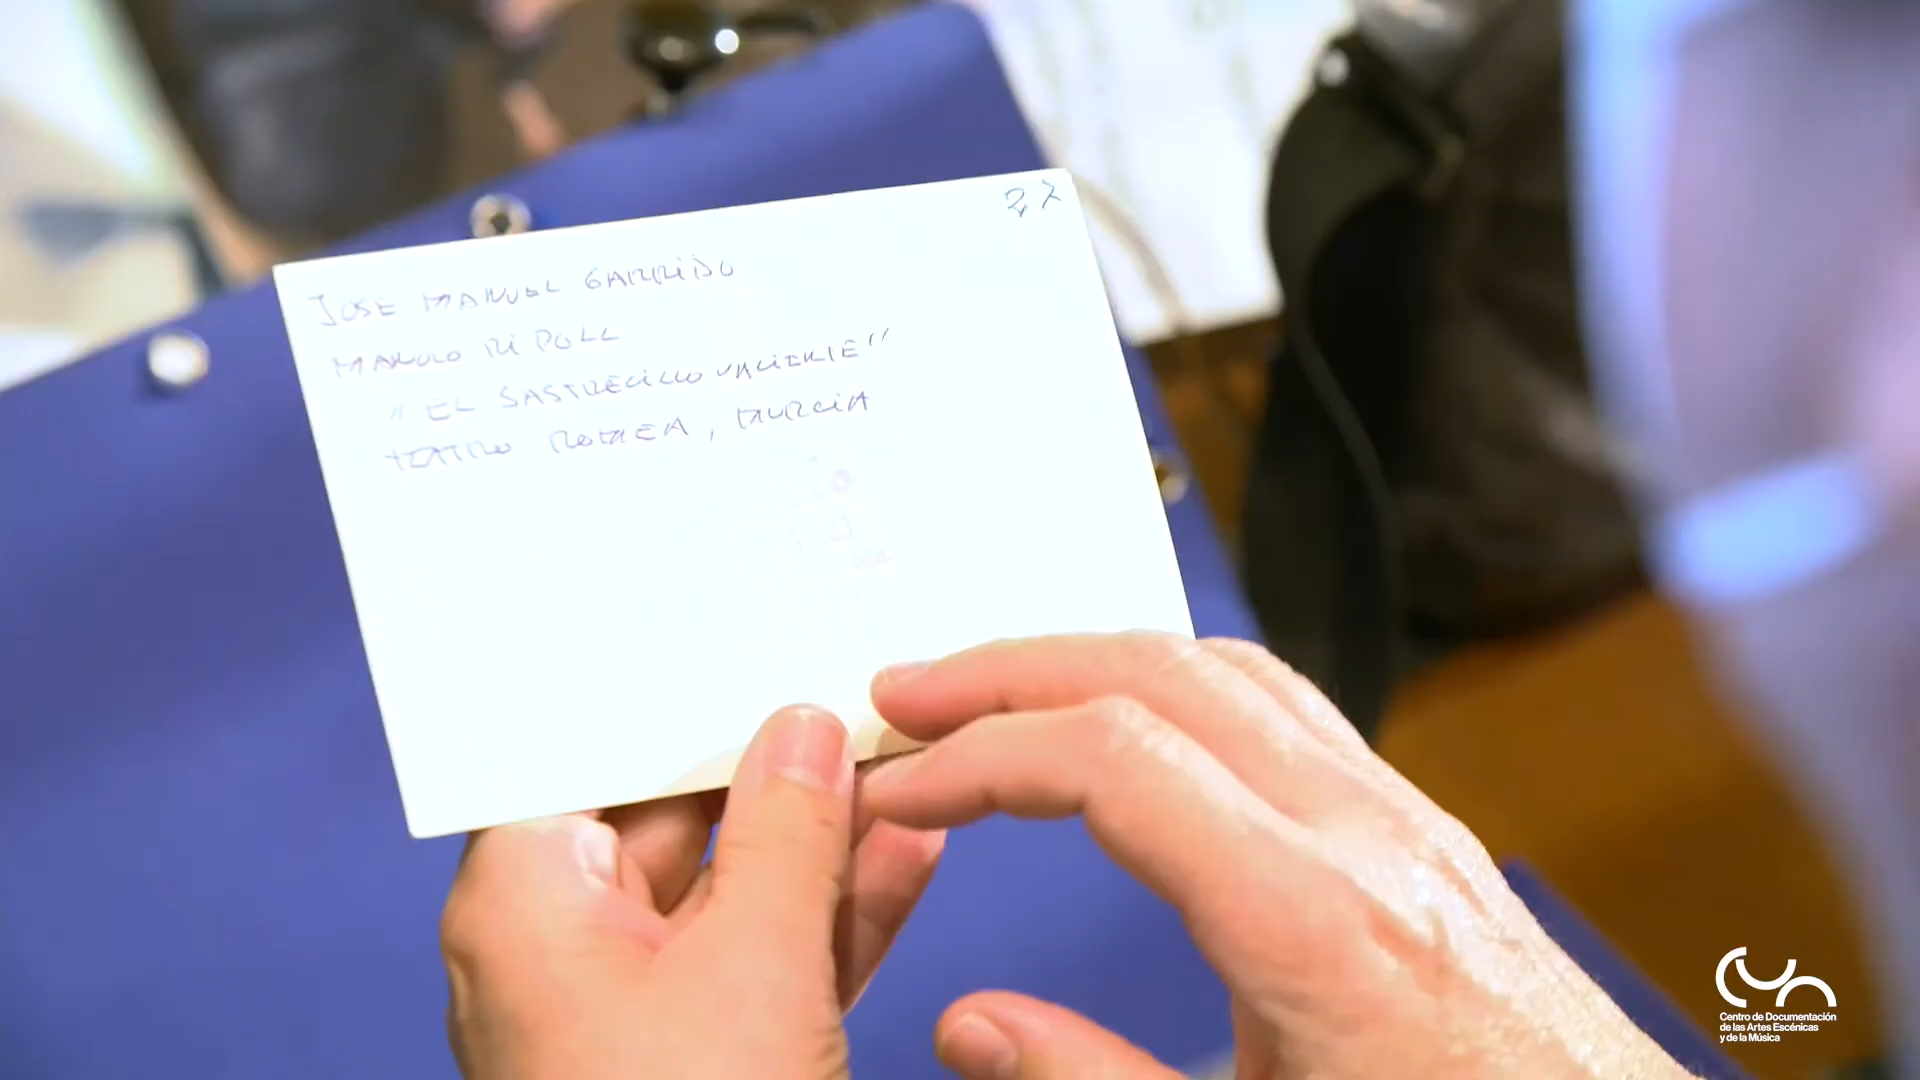 27
JOSE MANUEL GARRIDO
MANOLO RIPOLL
"EL SASTRECILLO VALIENTE"
TEATRO ROMEA, MURCIA
Centro de Documentación
de las Artes Escénicas
y de la Música